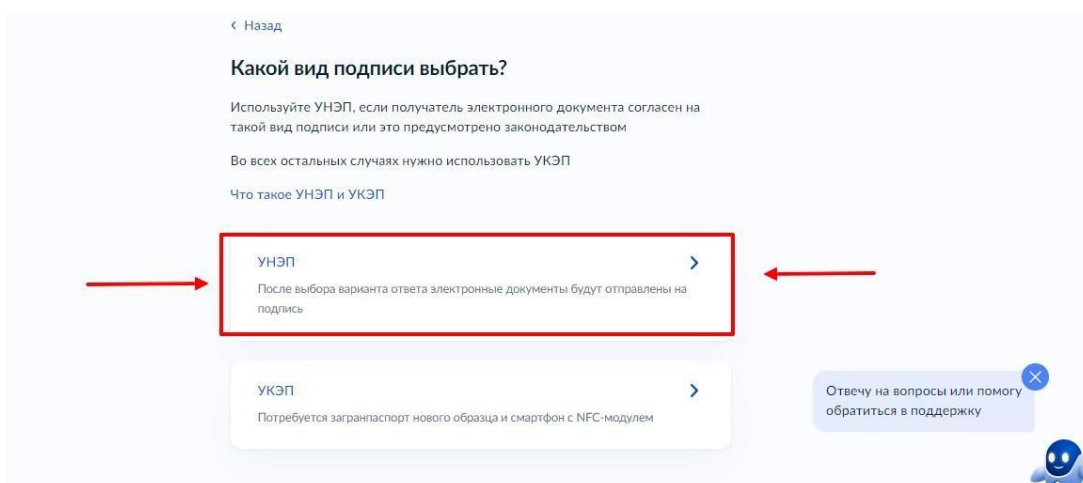 Назад
Какой вид подписи выбрать?
Используйте УНЭП, если получатель электронного документа согласен на
такой вид подписи или это предусмотрено законодательством
Во всех остальных случаях нужно использовать УКЭП
Что такое УНЭП и УКЭП
УНЭП
После выбора варианта ответа электронные документы будут отправлены на
подпись
УКЭП
Потребуется загранпаспорт нового образца и смартфон с NFC-модулем
Отвечу на вопросы или помогу
обратиться в поддержку